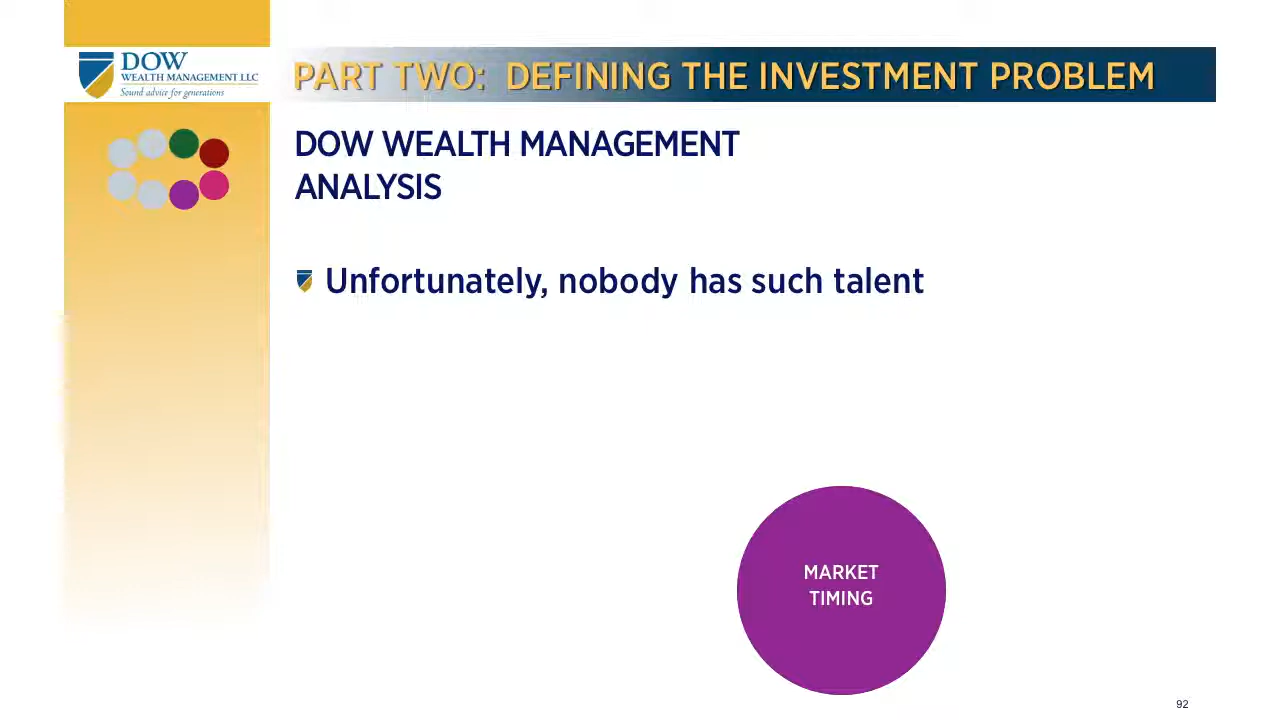 DOW
WEALTH MANAGEMENT LLC
Sound advice for generations
PART TWO: DEFINING THE INVESTMENT PROBLEM
DOW WEALTH MANAGEMENT
ANALYSIS
Unfortunately, nobody has such talent
MARKET
TIMING
92